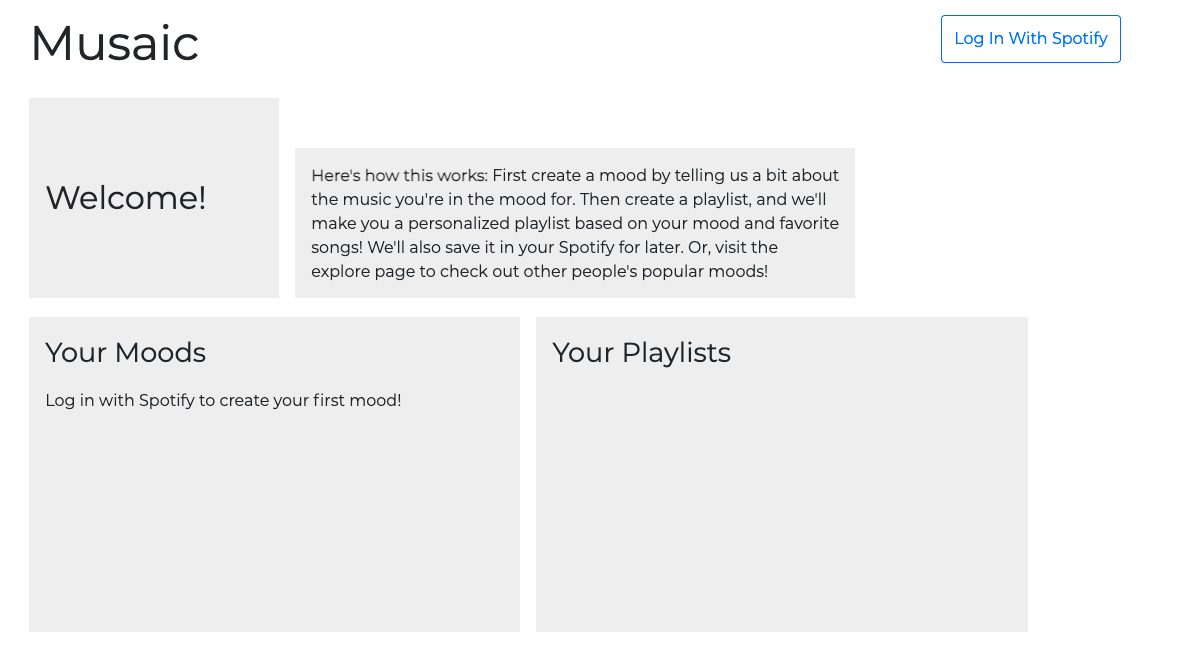 Musaic
Log In With Spotify
Welcome!
Here's how this works: First create a mood by telling us a bit about
the music you're in the mood for. Then create a playlist, and we'll
make you a personalized playlist based on your mood and favorite
songs! We'll also save it in your Spotify for later. Or, visit the
explore page to check out other people's popular moods!
Your Moods
Log in with Spotify to create your first mood!
Your Playlists